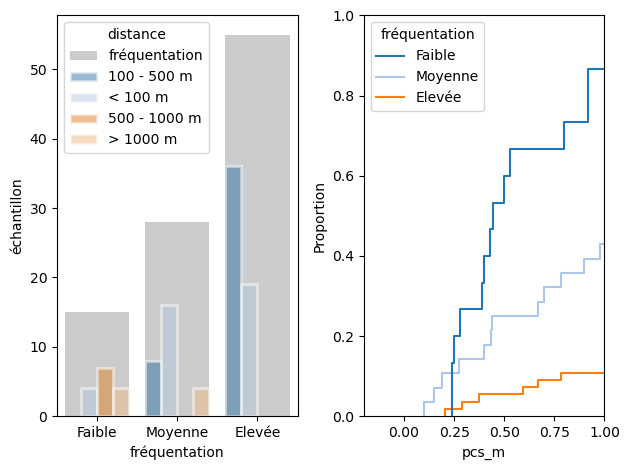 distance
fréquentation
100 - 500 m
< 100 m
500 - 1000 m
> 1000 m
50
40
30
20
10
0
échantillon
Faible
Moyenne
Elevée
fréquentation
fréquentation
Faible
Moyenne
Elevée
1.0
0.8
0.6
0.4
0.2
0.0
Proportion
0.00
0.25
0.50
0.75
1.00
pcs_m